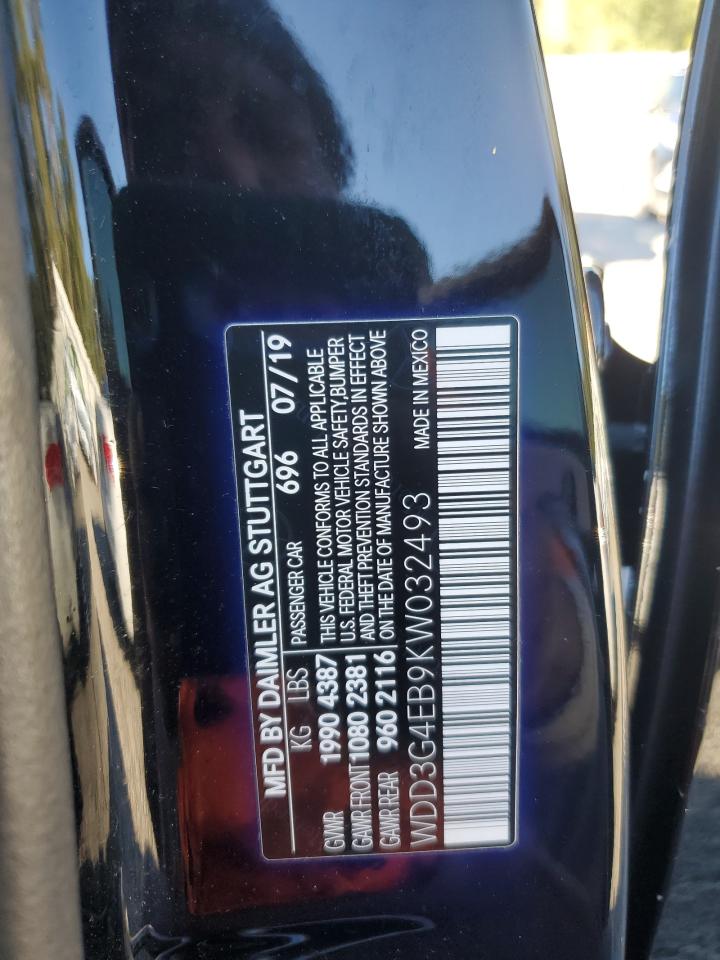 MFD BY DAIMLER AG STUTTGART
KG LBS PASSENGER CAR 696 07/19
GVWR 1990 4387 THIS VEHICLE CONFORMS TO ALL APPLICABLE
GAWR FRONT 1080 2381 U.S. FEDERAL MOTOR VEHICLE SAFETY,BUMPER
GAWR REAR 960 2116 AND THEFT PREVENTION STANDARDS IN EFFECT
ON THE DATE OF MANUFACTURE SHOWN ABOVE
WDD3G4EB9KW032493 MADE IN MEXICO